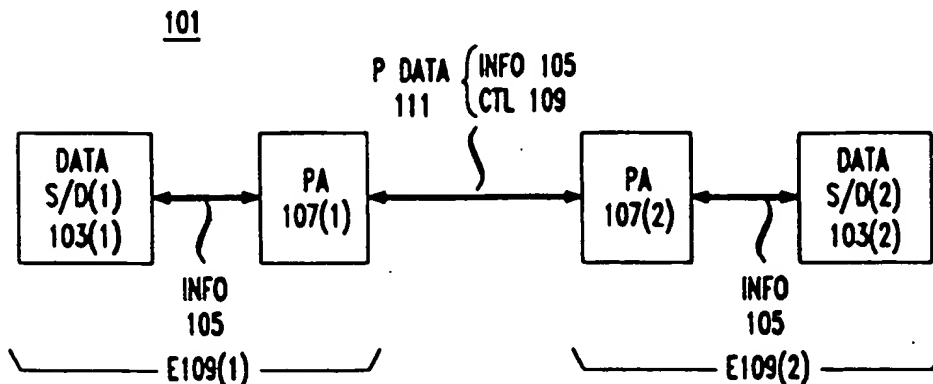 101
P DATA { INFO 105
111 CTL 109
DATA
S/D(1)
103(1)
PA
107(1)
PA
107(2)
DATA
S/D(2)
103(2)
INFO
105
INFO
105
E109(1)
E109(2)